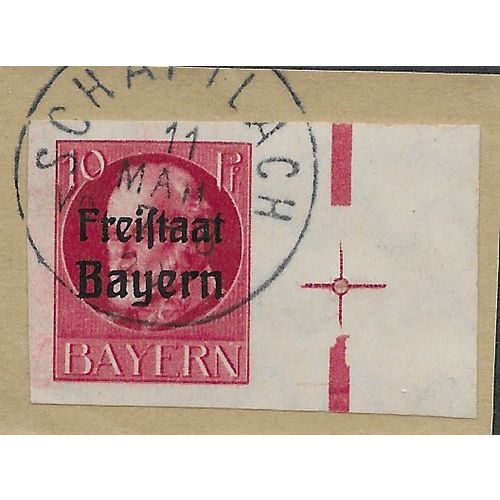 SCHAFTLACH
11
MAI
10 Pf.
Freiſtaat
Bayern
BAYERN